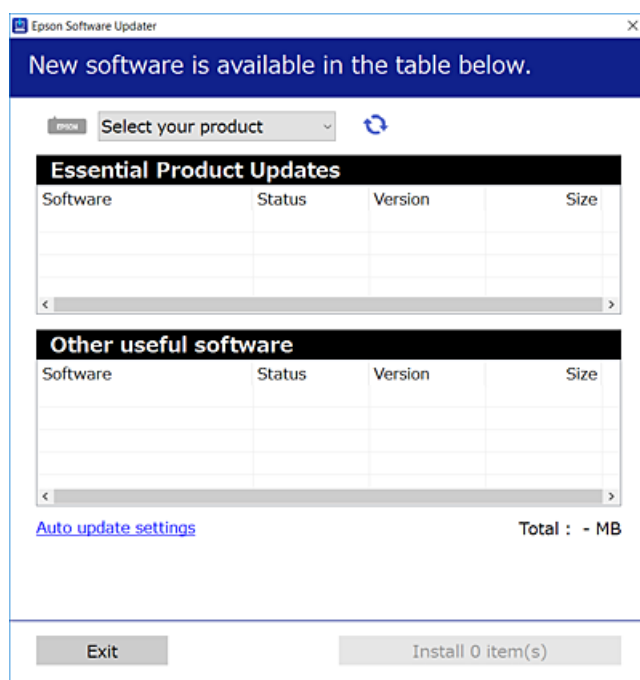 Epson Software Updater
New software is available in the table below.
EPSON Select your product
Essential Product Updates
Software Status Version Size
Other useful software
Software Status Version Size
Auto update settings Total : - MB
Exit Install 0 item(s)